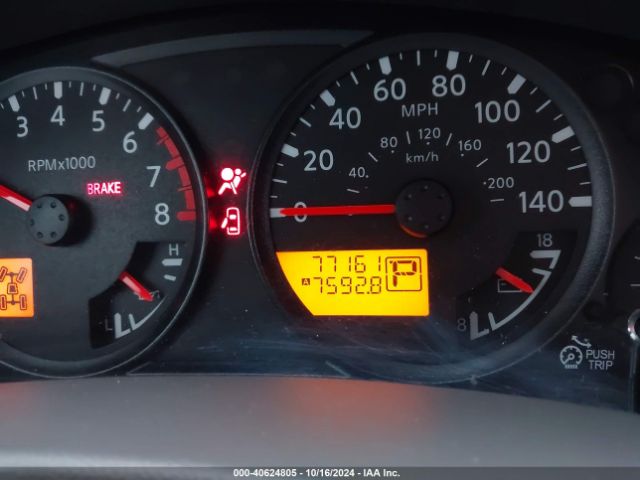 3 4 5 6 7 8
RPMx1000
BRAKE
H
L
0 20 40 60 80 100 120 140
MPH
40 80 120 160 200
km/h
77161 P
A 7592.8
18
8
PUSH
TRIP
000-40624805 - 10/16/2024 - IAA Inc.